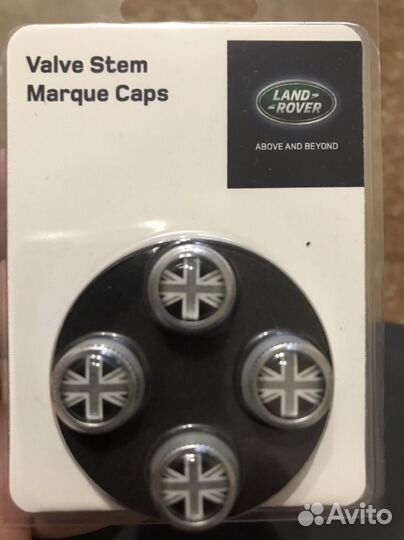 Valve Stem
Marque Caps
LAND
ROVER
ABOVE AND BEYOND
Avito